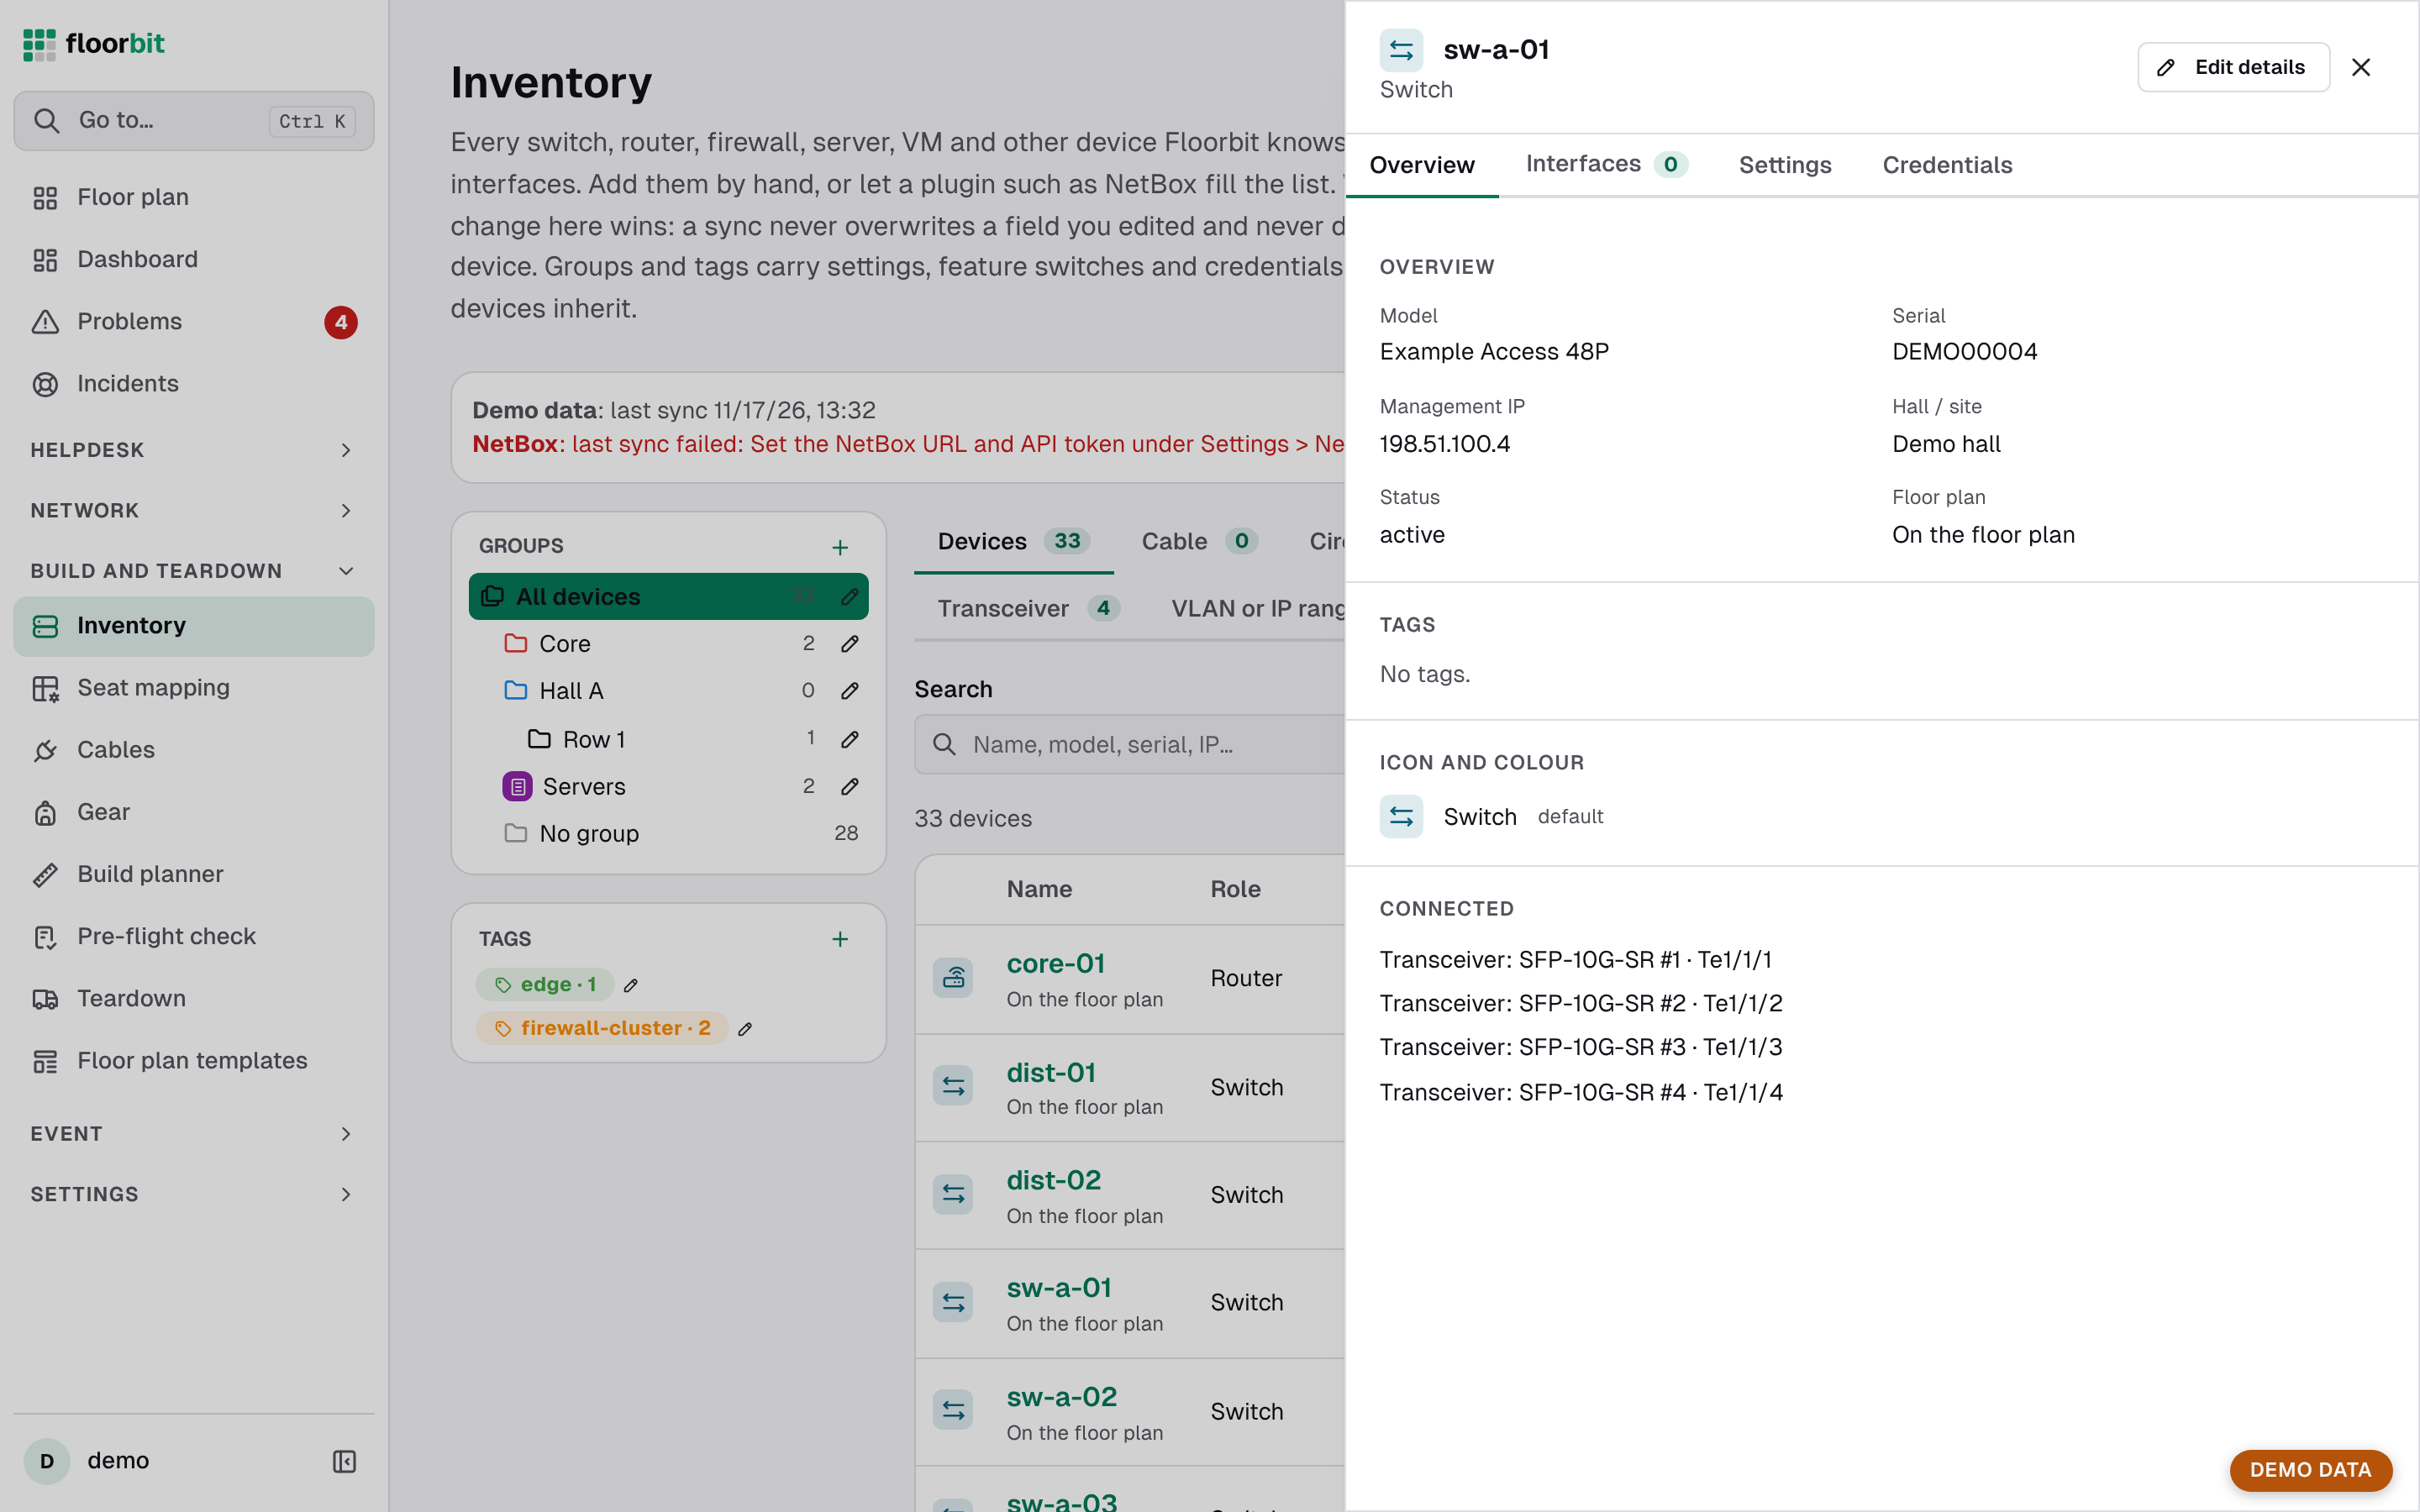 floorbit
Go to...
Ctrl K
Floor plan
Dashboard
Problems
4
Incidents
HELPDESK
NETWORK
BUILD AND TEARDOWN
Inventory
Seat mapping
Cables
Gear
Build planner
Pre-flight check
Teardown
Floor plan templates
EVENT
SETTINGS
D demo
Inventory
Every switch, router, firewall, server, VM and other device Floorbit knows
interfaces. Add them by hand, or let a plugin such as NetBox fill the list.
change here wins: a sync never overwrites a field you edited and never
device. Groups and tags carry settings, feature switches and credentials
devices inherit.
Demo data: last sync 11/17/26, 13:32
NetBox: last sync failed: Set the NetBox URL and API token under Settings > Ne
GROUPS
All devices 33
Core 2
Hall A 0
Row 1 1
Servers 2
No group 28
TAGS
edge · 1
firewall-cluster · 2
Devices 33
Cable 0
Transceiver 4
VLAN or IP rang
Search
Name, model, serial, IP...
33 devices
Name Role
core-01
On the floor plan
Router
dist-01
On the floor plan
Switch
dist-02
On the floor plan
Switch
sw-a-01
On the floor plan
Switch
sw-a-02
On the floor plan
Switch
sw-a-03
sw-a-01
Switch
Edit details
Overview
Interfaces 0
Settings
Credentials
OVERVIEW
Model
Example Access 48P
Serial
DEMO00004
Management IP
198.51.100.4
Hall / site
Demo hall
Status
active
Floor plan
On the floor plan
TAGS
No tags.
ICON AND COLOUR
Switch default
CONNECTED
Transceiver: SFP-10G-SR #1 · Te1/1/1
Transceiver: SFP-10G-SR #2 · Te1/1/2
Transceiver: SFP-10G-SR #3 · Te1/1/3
Transceiver: SFP-10G-SR #4 · Te1/1/4
DEMO DATA